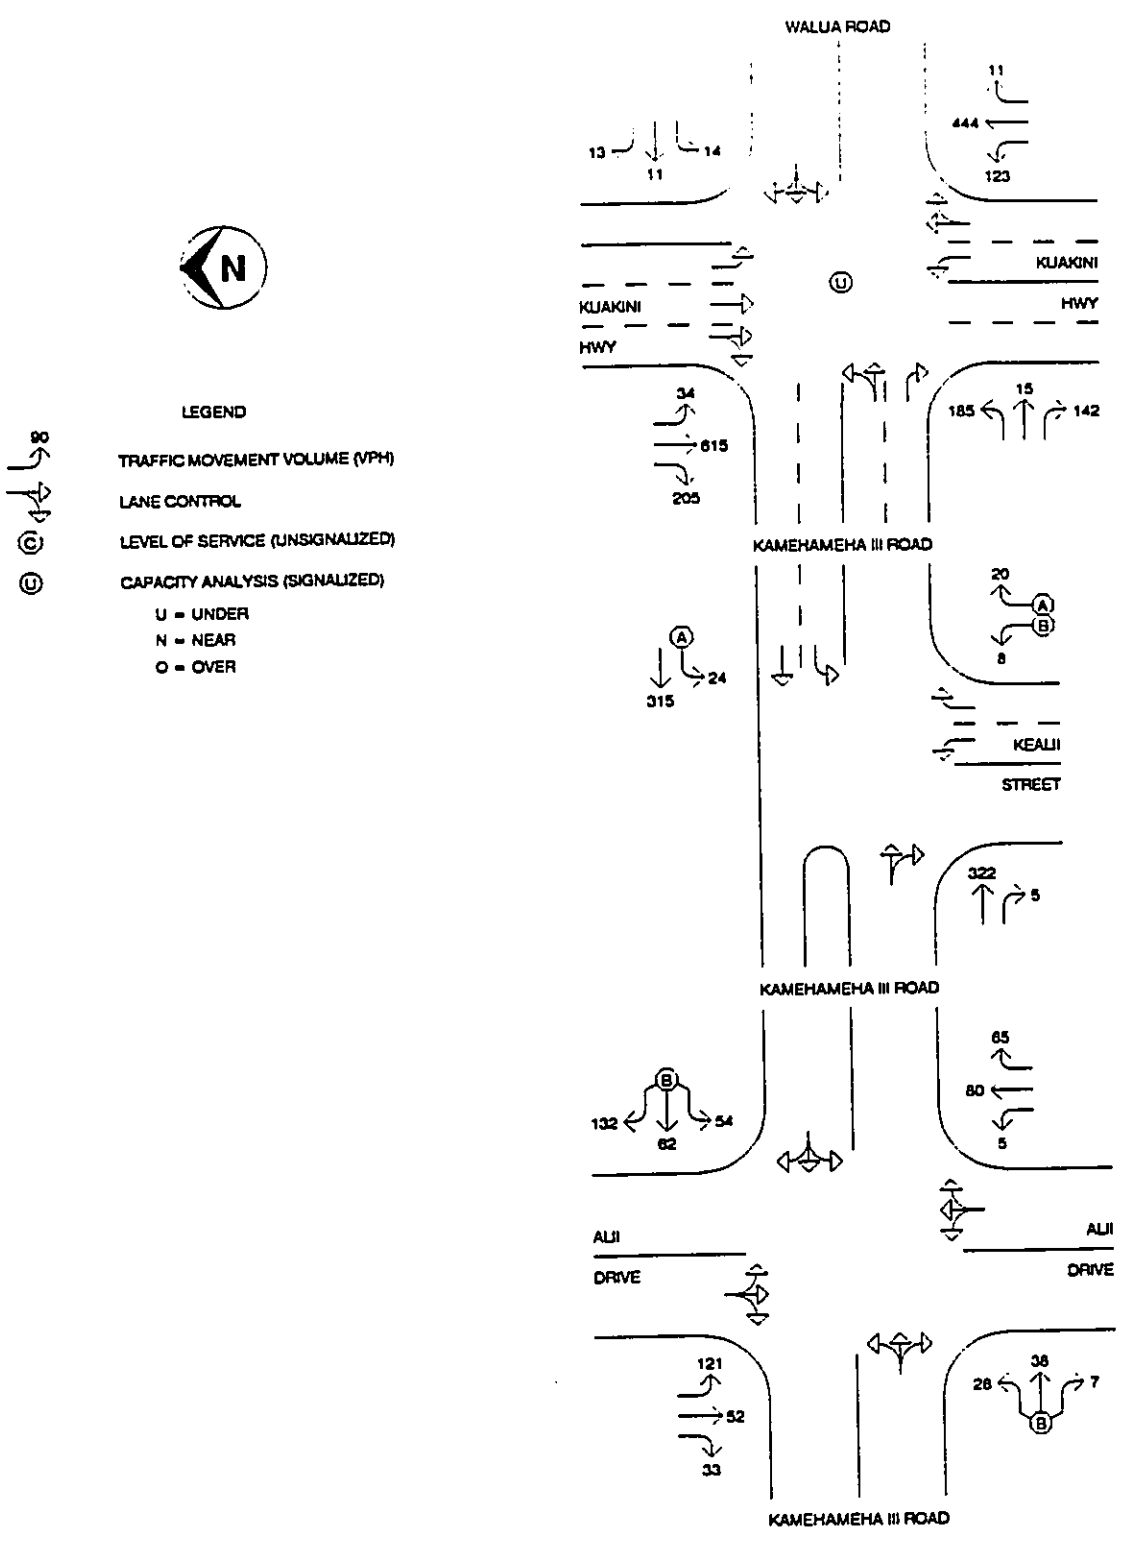 WALUA ROAD
11
444
123
13
11
14
N
KUAKINI
HWY
U
KUAKINI
HWY
34
615
205
185
15
142
LEGEND
90
TRAFFIC MOVEMENT VOLUME (VPH)
LANE CONTROL
C
LEVEL OF SERVICE (UNSIGNALIZED)
U
CAPACITY ANALYSIS (SIGNALIZED)
U = UNDER
N = NEAR
O = OVER
KAMEHAMEHA III ROAD
20
A
B
8
A
24
315
KEALII
STREET
322
5
KAMEHAMEHA III ROAD
65
80
5
B
132
62
54
ALII
DRIVE
ALII
DRIVE
121
52
33
28
38
7
B
KAMEHAMEHA III ROAD